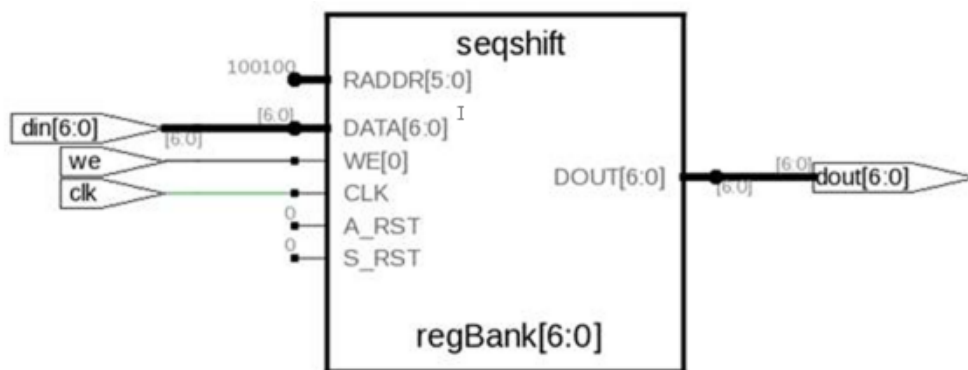 seqshift
100100
RADDR[5:0]
din[6:0]
[6:0]
[6:0]
DATA[6:0]
we
WE[0]
clk
CLK
0
A_RST
0
S_RST
DOUT[6:0]
[6:0]
[6:0]
dout[6:0]
regBank[6:0]